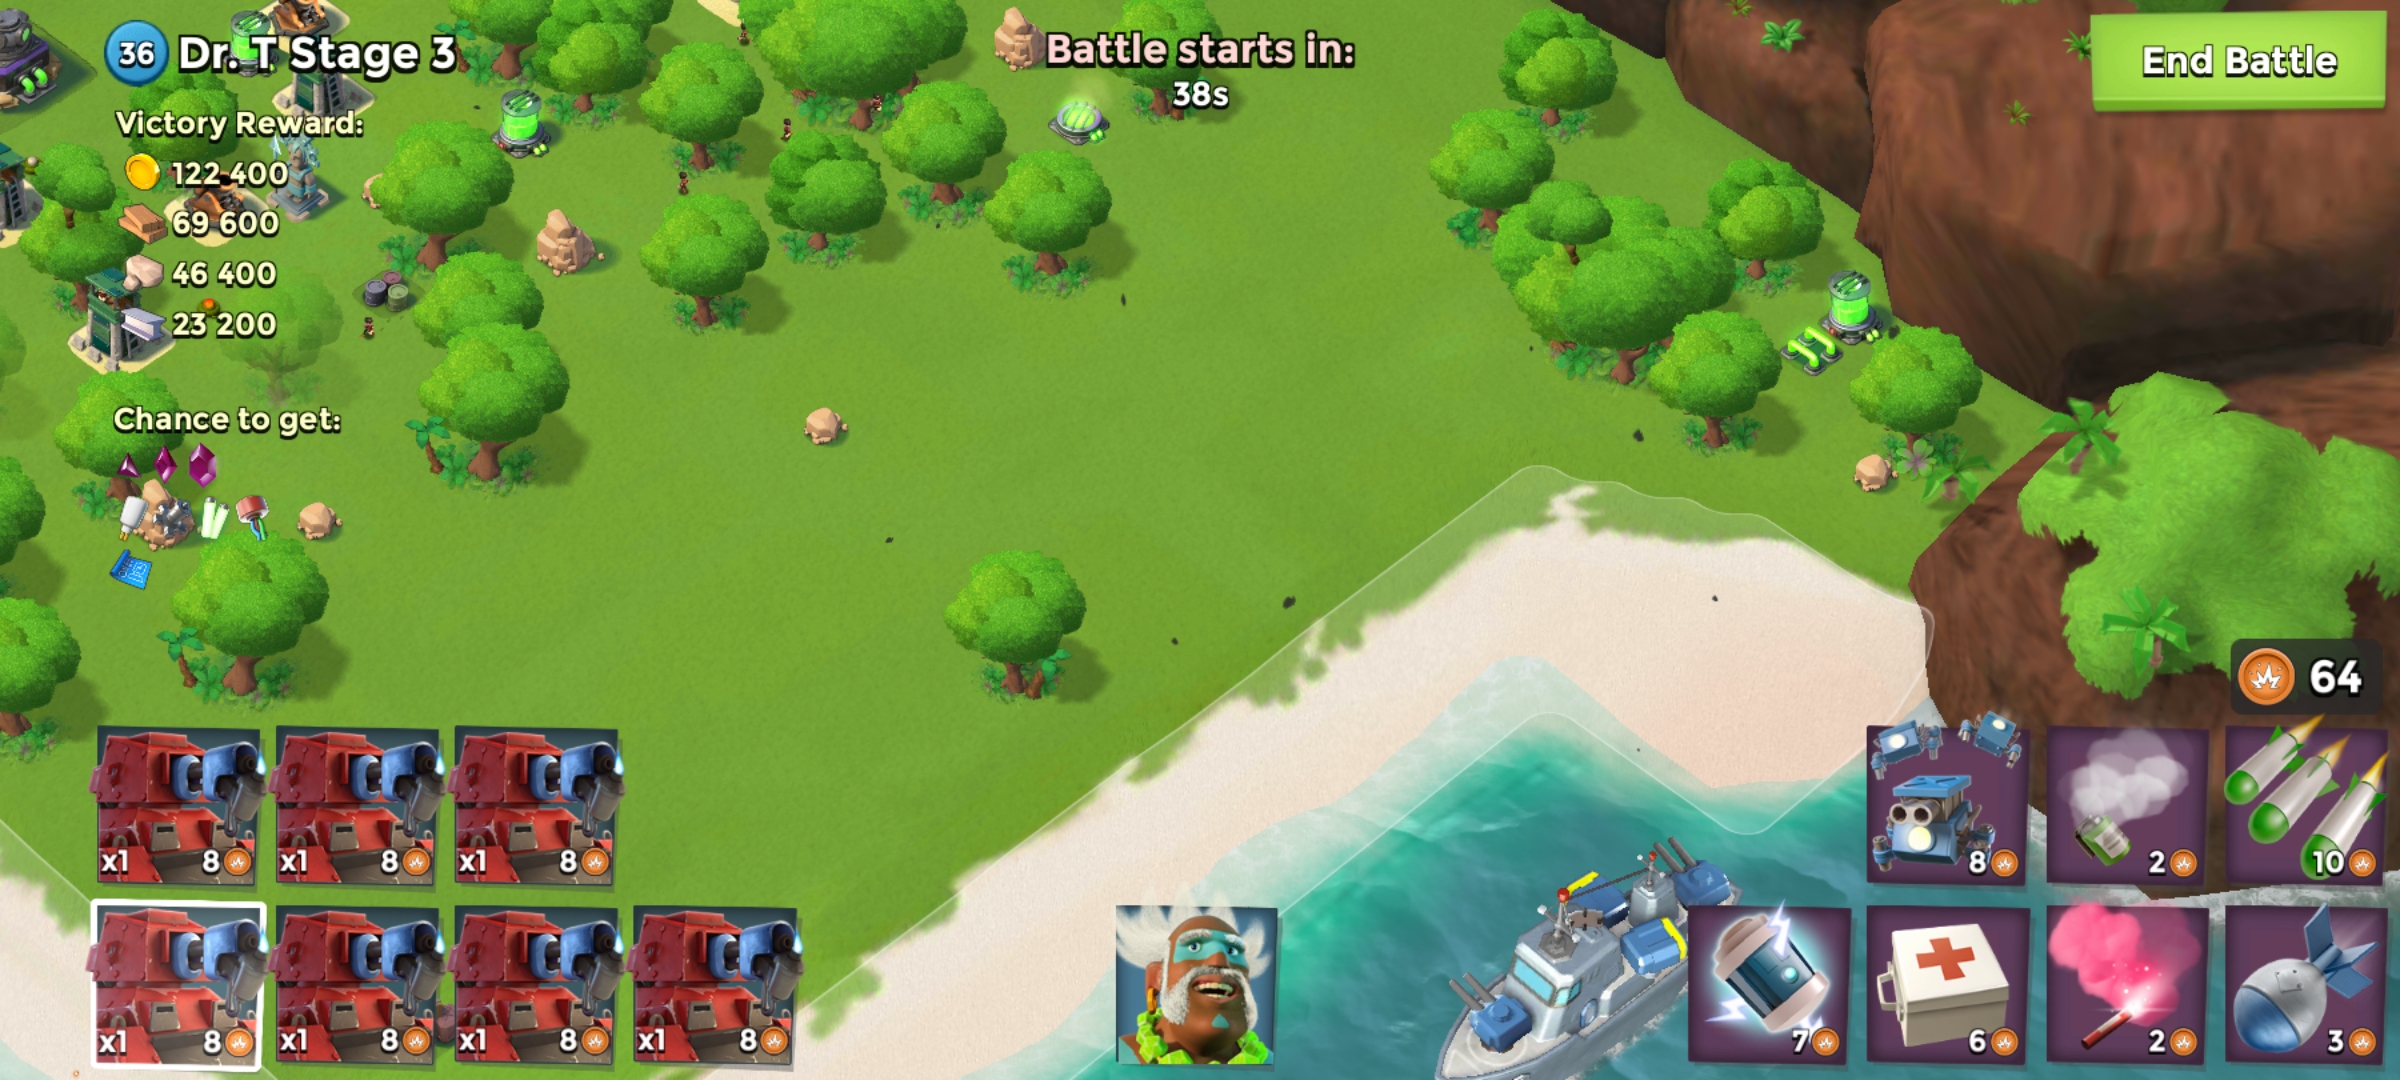 36 Dr. T Stage 3
Battle starts in:
38s
End Battle
Victory Reward:
122 400
69 600
46 400
23 200
Chance to get:
64
x1 8
x1 8
x1 8
8
2
10
x1 8
x1 8
x1 8
x1 8
7
6
2
3